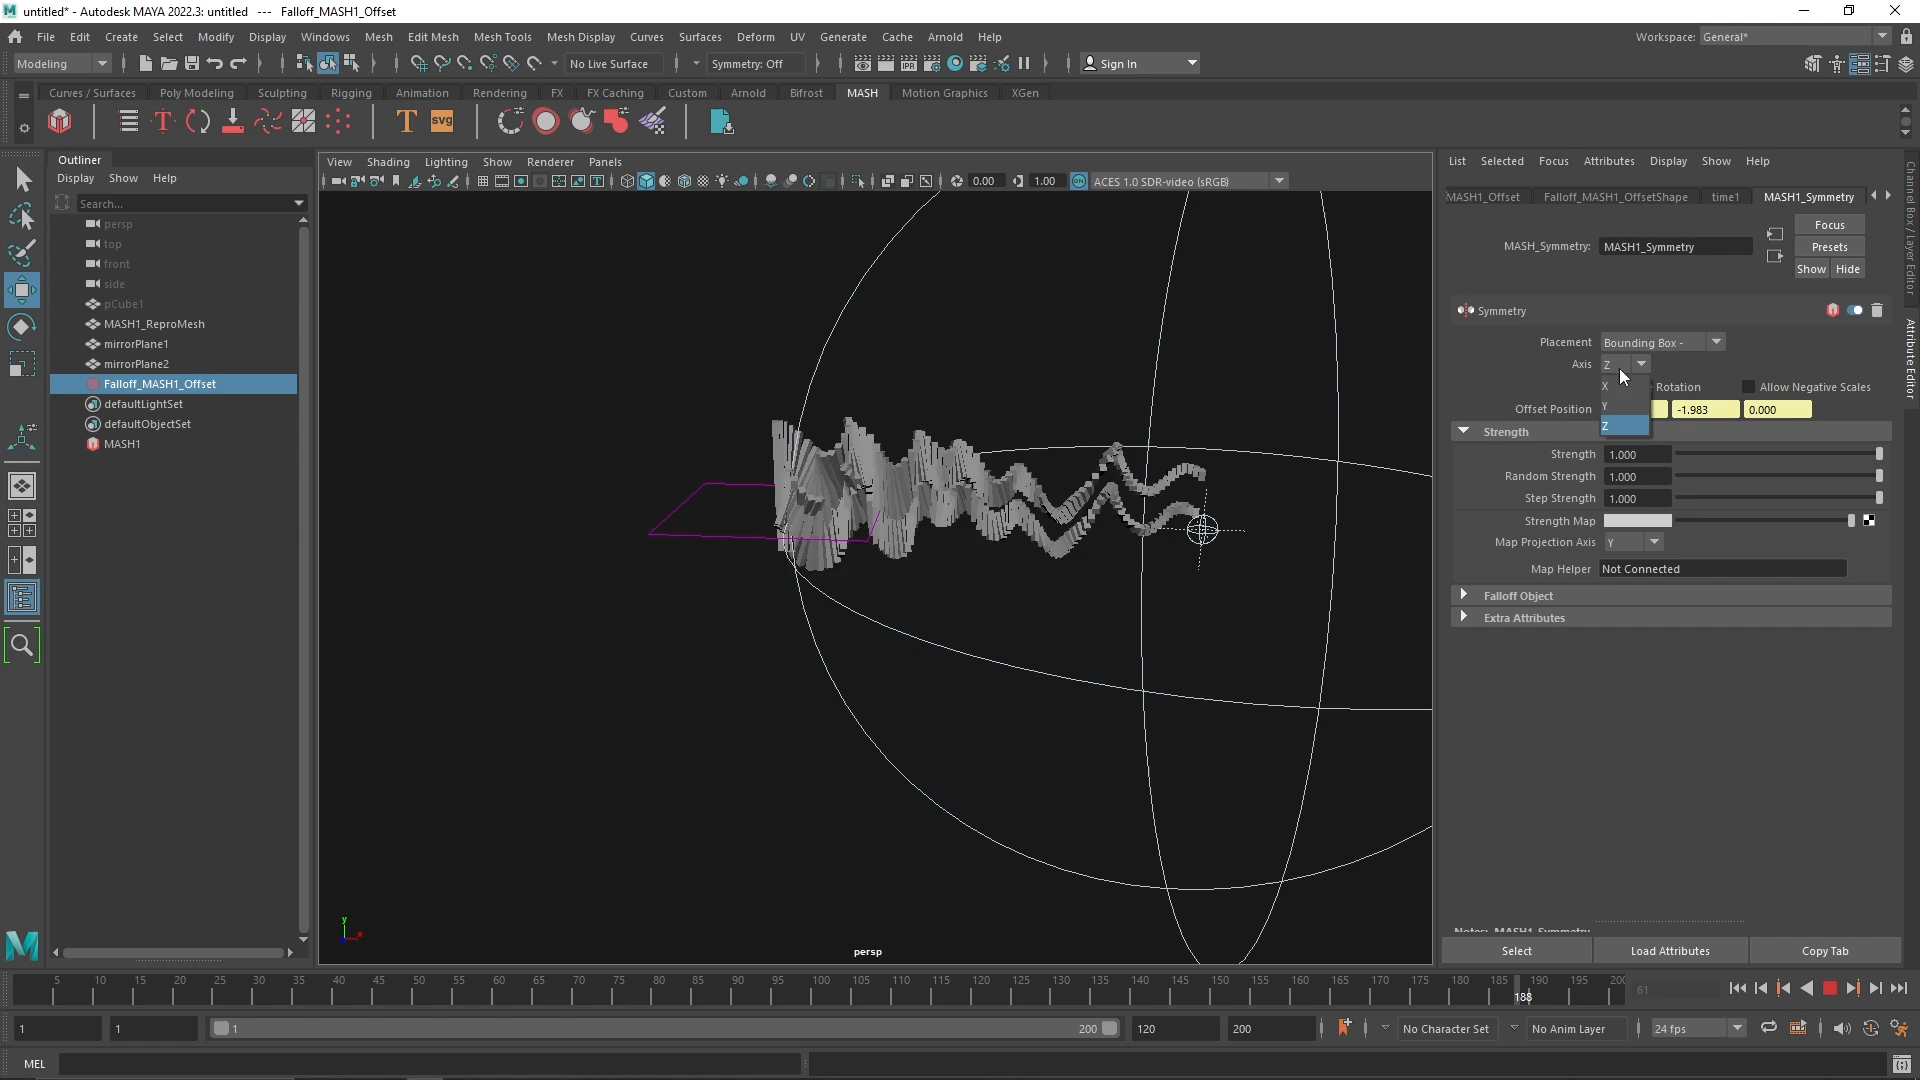 untitled* - Autodesk MAYA 2022.3: untitled --- Falloff_MASH1_Offset
File Edit Create Select Modify Display Windows Mesh Edit Mesh Mesh Tools Mesh Display Curves Surfaces Deform UV Generate Cache Arnold Help Workspace: General*
Modeling No Live Surface Symmetry: Off Sign In
Curves / Surfaces Poly Modeling Sculpting Rigging Animation Rendering FX FX Caching Custom Arnold Bifrost MASH Motion Graphics XGen
T svg
Outliner
Display Show Help
Search...
persp
top
front
side
pCube1
MASH1_ReproMesh
mirrorPlane1
mirrorPlane2
Falloff_MASH1_Offset
defaultLightSet
defaultObjectSet
MASH1
View Shading Lighting Show Renderer Panels
0.00 1.00 ACES 1.0 SDR-video (sRGB)
y
x
persp
List Selected Focus Attributes Display Show Help
MASH1_Offset Falloff_MASH1_OffsetShape time1 MASH1_Symmetry
Focus
MASH_Symmetry: MASH1_Symmetry Presets
Show Hide
Symmetry
Placement Bounding Box -
Axis Z
X Rotation Allow Negative Scales
Y
Offset Position -1.983 0.000
Z
Strength
Strength 1.000
Random Strength 1.000
Step Strength 1.000
Strength Map
Map Projection Axis Y
Map Helper Not Connected
Falloff Object
Extra Attributes
Notes: MASH1_Symmetry
Select Load Attributes Copy Tab
Channel Box / Layer Editor
Attribute Editor
5 10 15 20 25 30 35 40 45 50 55 60 65 70 75 80 85 90 95 100 105 110 115 120 125 130 135 140 145 150 155 160 165 170 175 180 185 190 195 200
188
61
1 1 1 200 120 200 No Character Set No Anim Layer 24 fps
MEL